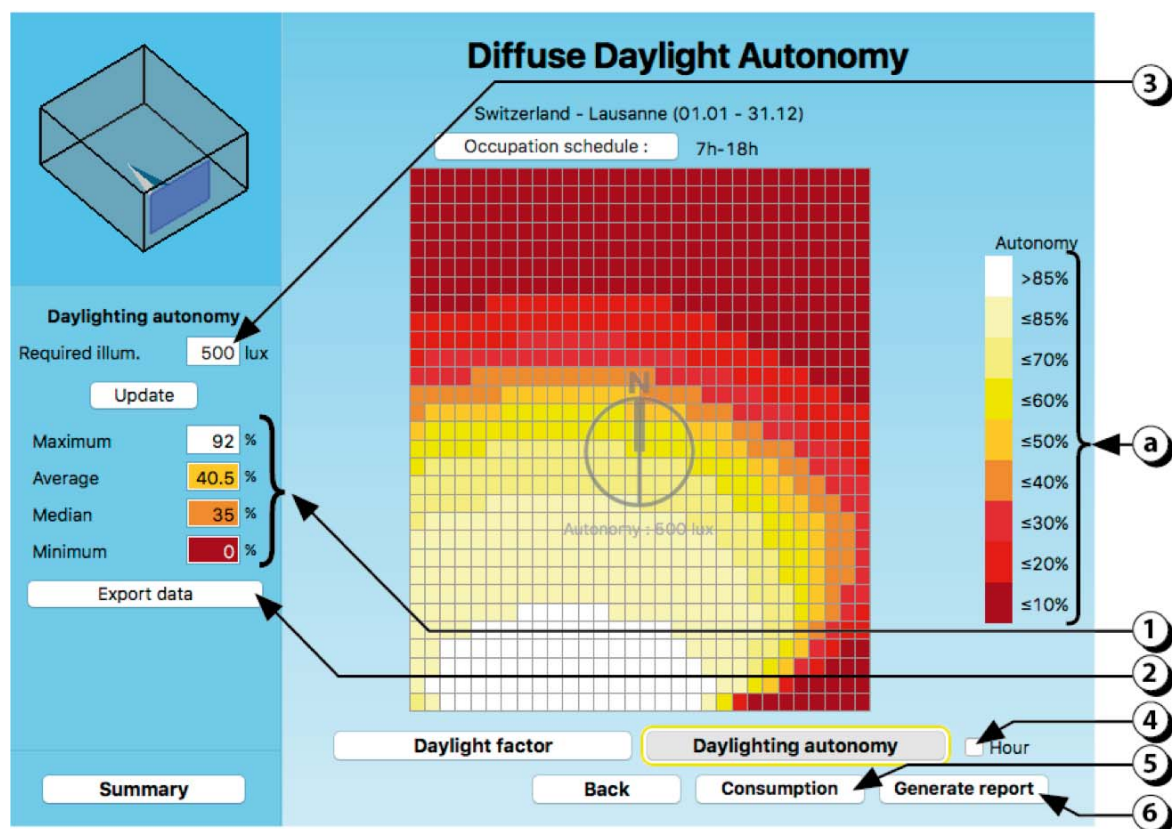 Diffuse Daylight Autonomy
3
Switzerland - Lausanne (01.01 - 31.12)
Occupation schedule : 7h-18h
Autonomy
>85%
≤85%
≤70%
≤60%
≤50%
≤40%
≤30%
≤20%
≤10%
a
Daylighting autonomy
Required illum. 500 lux
Update
Maximum 92 %
Average 40.5 %
Median 35 %
Minimum 0 %
Export data
N
Autonomy : 500 lux
1
2
4
Daylight factor Daylighting autonomy Hour
5
Summary Back Consumption Generate report
6